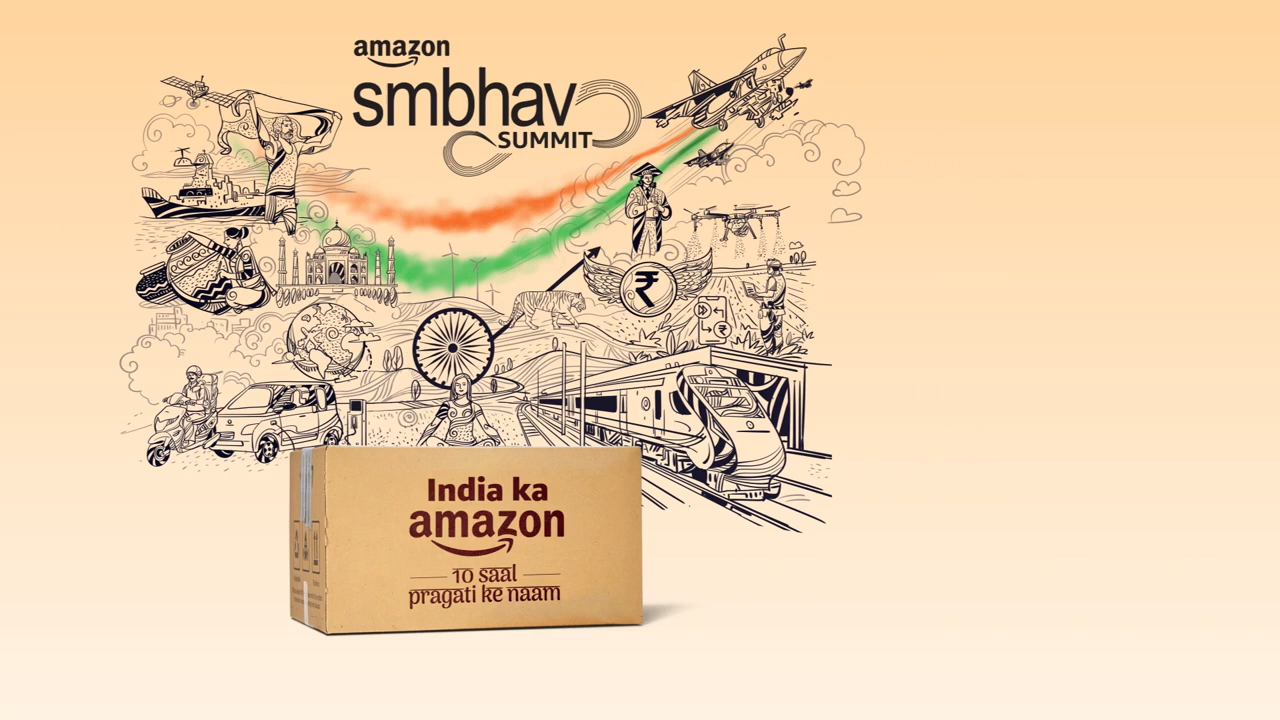 amazon
smbhav
SUMMIT
₹
₹
India ka
amazon
10 saal
pragati ke naam